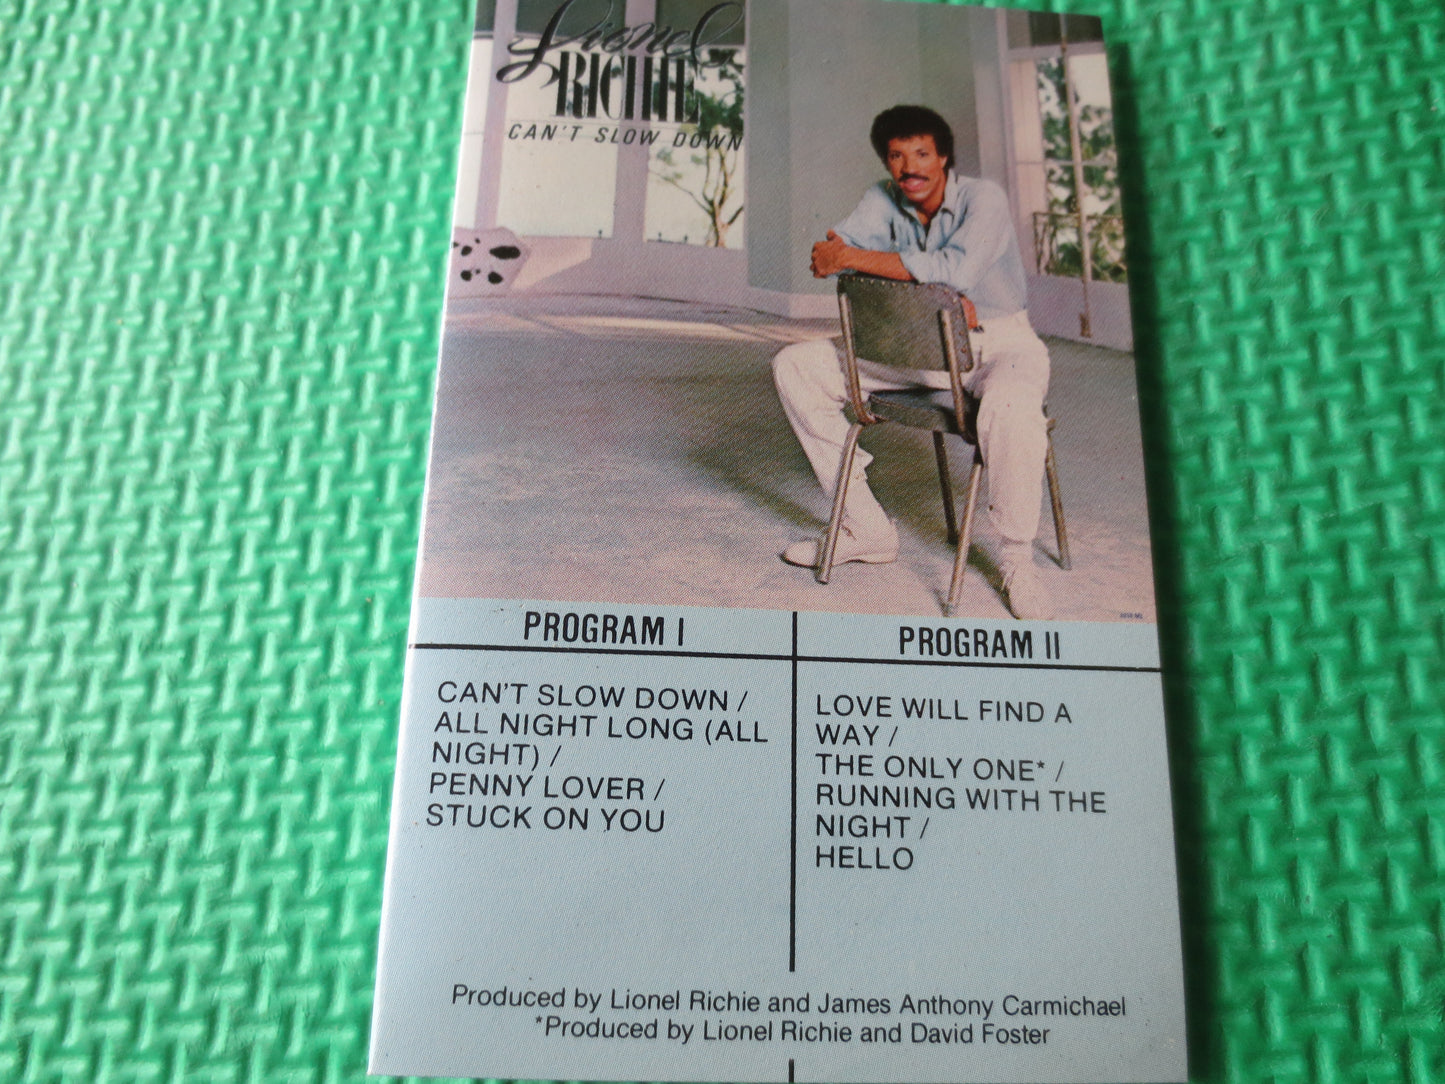 Lionel
RICHIE
CAN'T SLOW DOWN
PROGRAM I
CAN'T SLOW DOWN /
ALL NIGHT LONG (ALL
NIGHT) /
PENNY LOVER /
STUCK ON YOU
PROGRAM II
LOVE WILL FIND A
WAY /
THE ONLY ONE* /
RUNNING WITH THE
NIGHT /
HELLO
Produced by Lionel Richie and James Anthony Carmichael
*Produced by Lionel Richie and David Foster